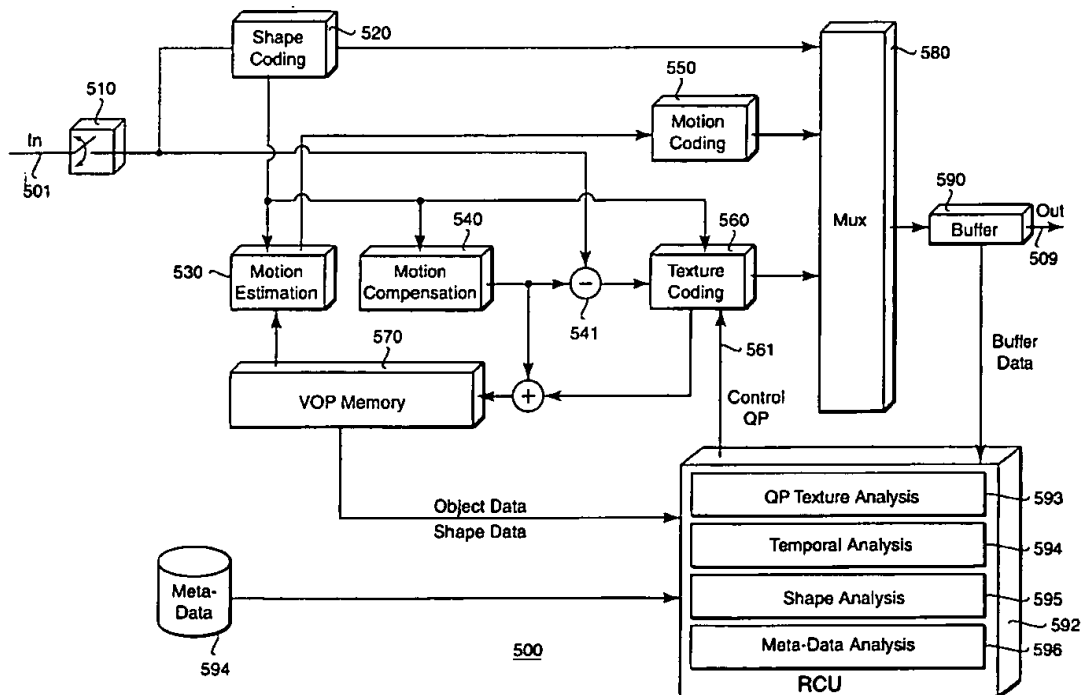 Shape
Coding
520
580
510
550
In
Motion
Coding
501
590
Mux
Out
Buffer
509
540
560
530
Motion
Estimation
Motion
Compensation
−
Texture
Coding
541
570
561
Buffer
Data
VOP Memory
+
Control
QP
QP Texture Analysis
593
Object Data
Shape Data
Temporal Analysis
594
Meta-
Data
Shape Analysis
595
592
594
500
Meta-Data Analysis
596
RCU